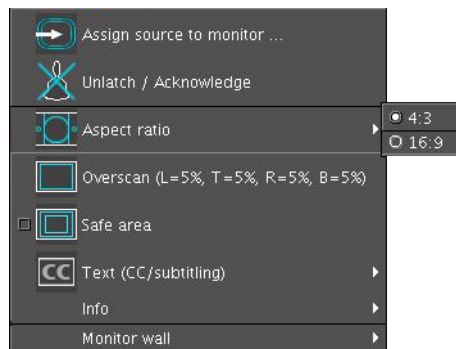 Assign source to monitor ...
Unlatch / Acknowledge
Aspect ratio
4:3
16:9
Overscan (L=5%, T=5%, R=5%, B=5%)
Safe area
CC Text (CC/subtitling)
Info
Monitor wall